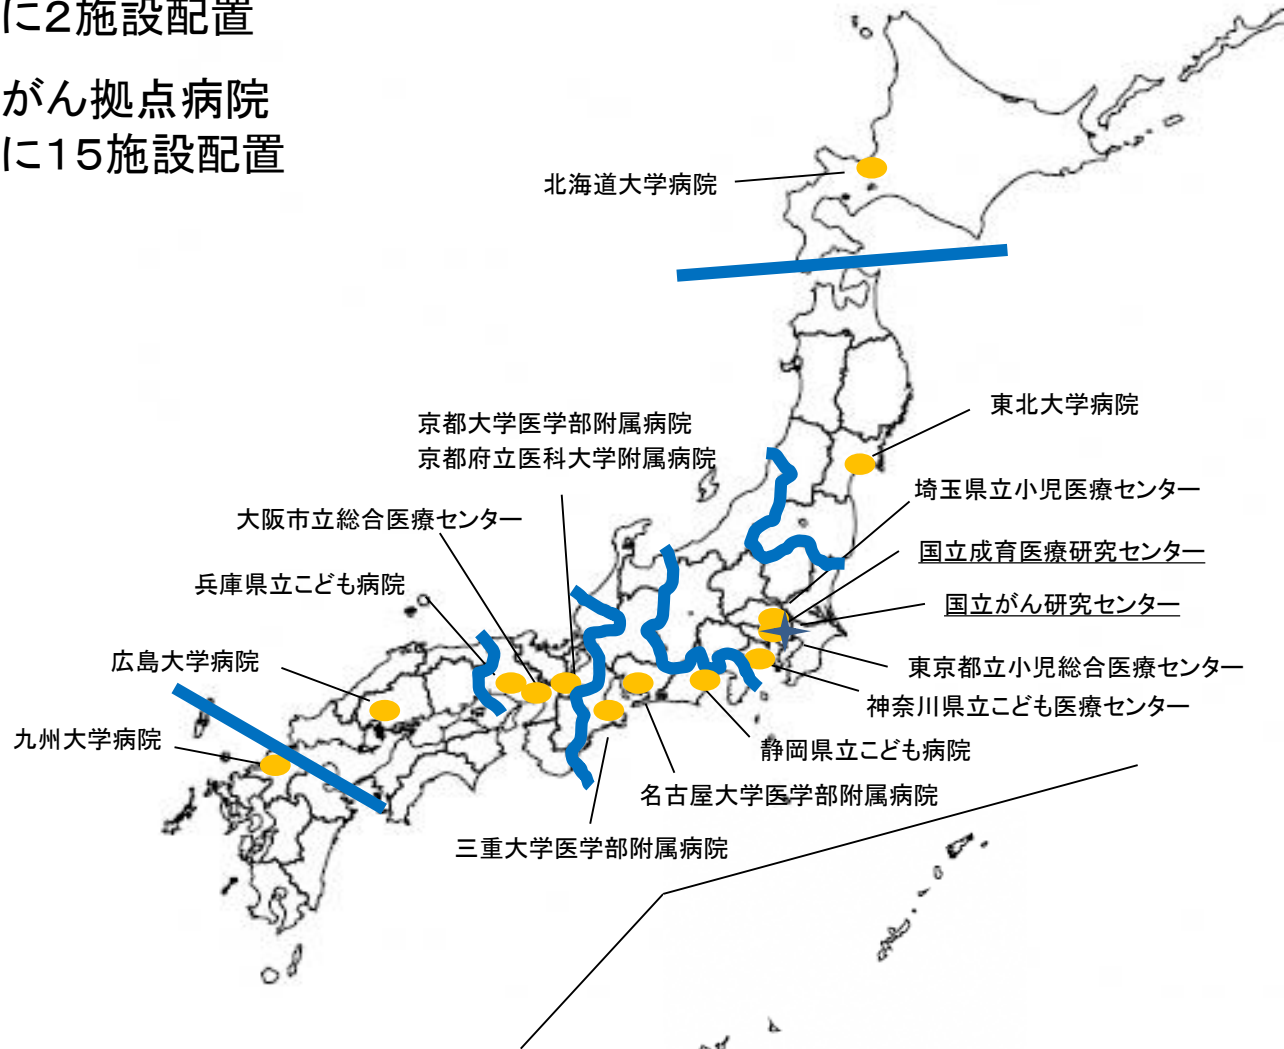 に2施設配置
がん拠点病院
に15施設配置
北海道大学病院
東北大学病院
京都大学医学部附属病院
京都府立医科大学附属病院
埼玉県立小児医療センター
大阪市立総合医療センター
国立成育医療研究センター
兵庫県立こども病院
国立がん研究センター
広島大学病院
東京都立小児総合医療センター
神奈川県立こども医療センター
九州大学病院
静岡県立こども病院
名古屋大学医学部附属病院
三重大学医学部附属病院